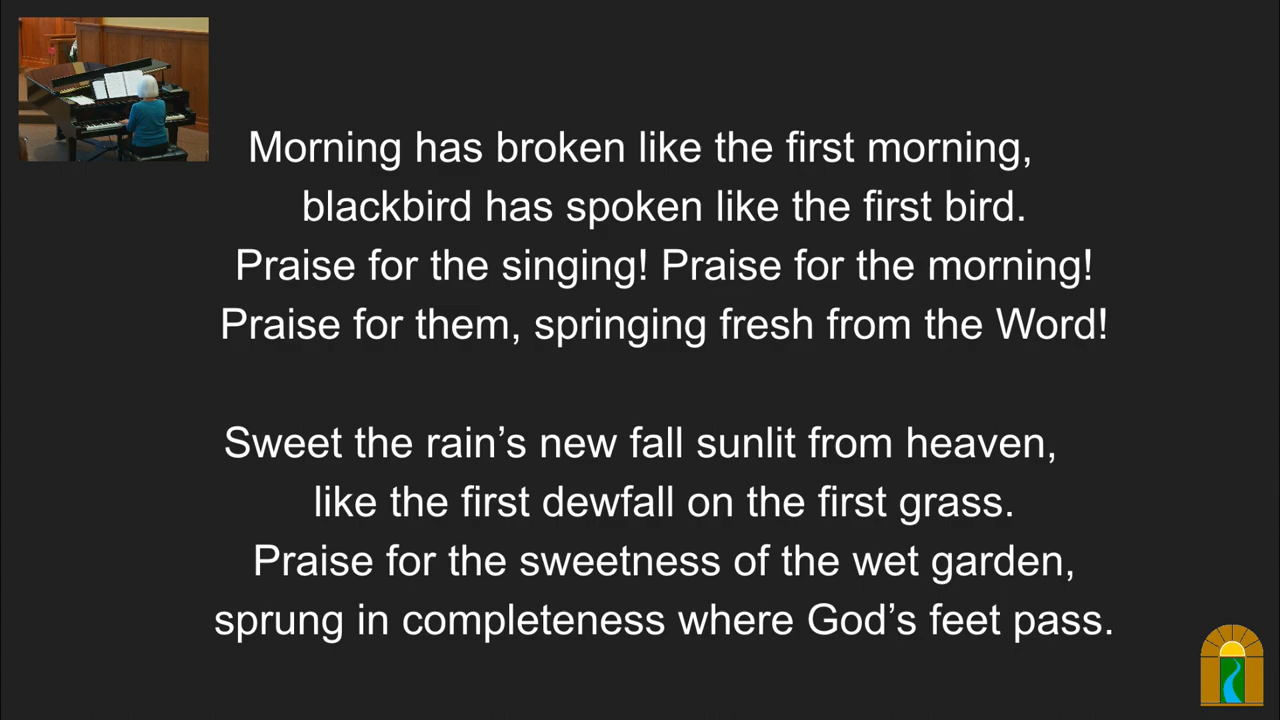 Morning has broken like the first morning,
blackbird has spoken like the first bird.
Praise for the singing! Praise for the morning!
Praise for them, springing fresh from the Word!
Sweet the rain’s new fall sunlit from heaven,
like the first dewfall on the first grass.
Praise for the sweetness of the wet garden,
sprung in completeness where God’s feet pass.